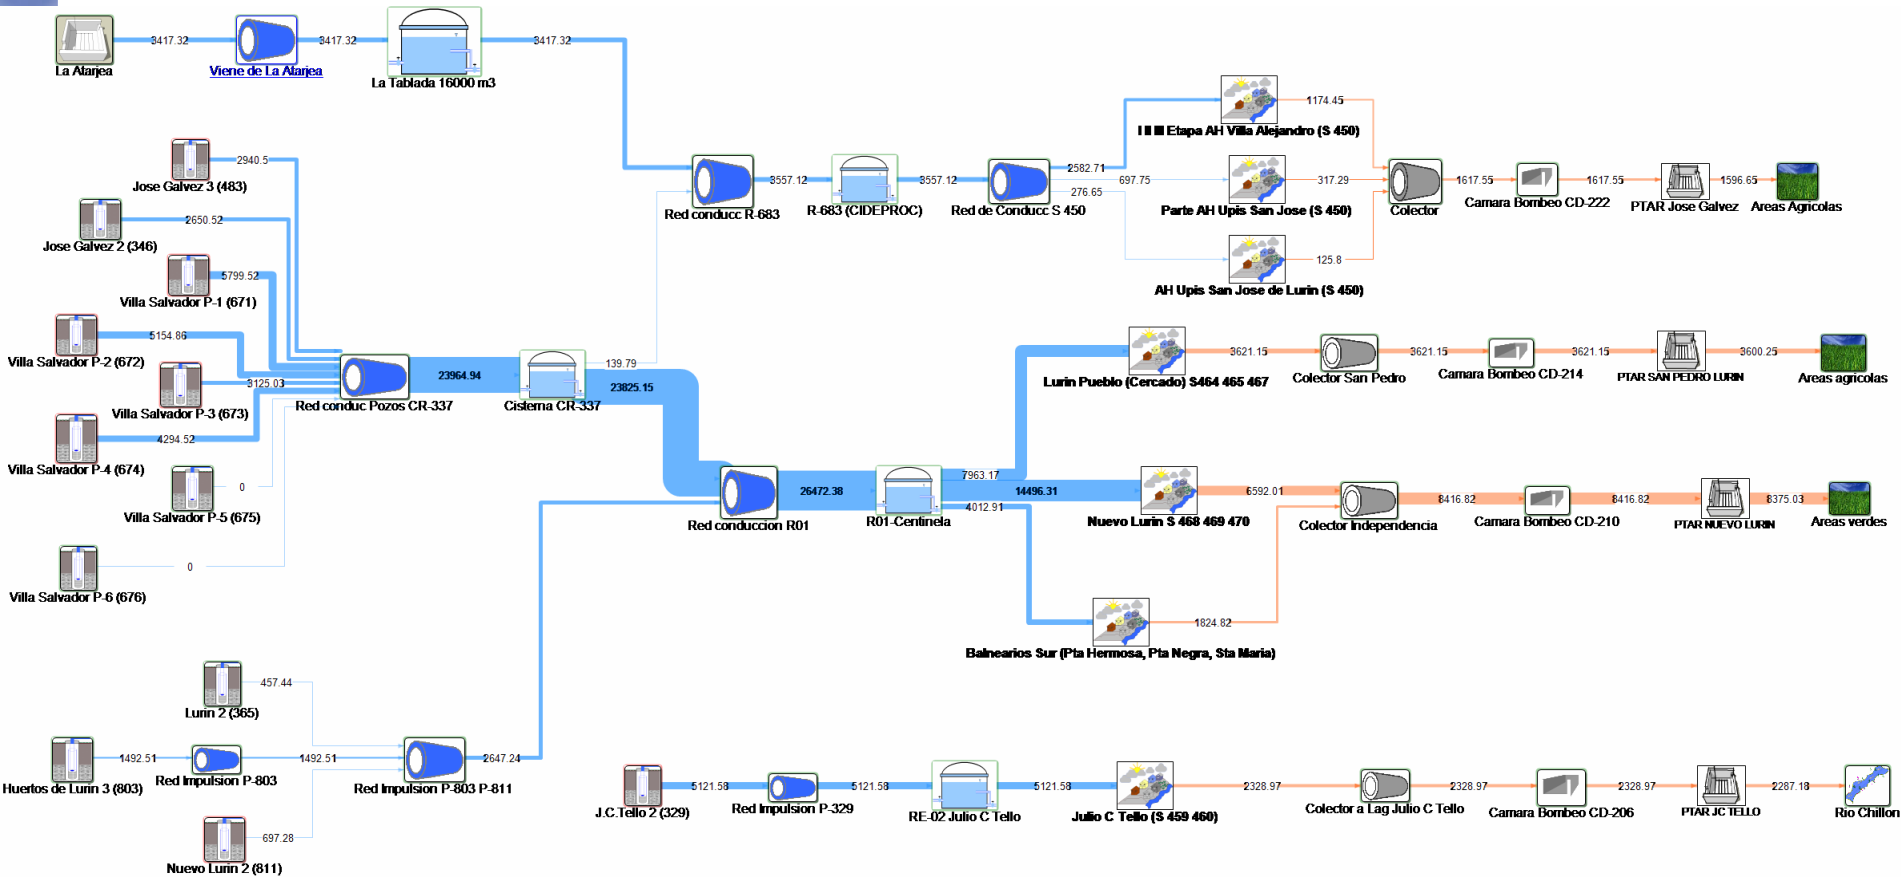 3417.32
3417.32
3417.32
La Atarjea
Viene de La Atarjea
La Tablada 16000 m3
1174.45
Etapa AH Villa Alejandro (S 450)
2940.5
Jose Galvez 3 (483)
2650.52
Jose Galvez 2 (346)
3557.12
3557.12
2582.71
697.75
276.65
317.29
1617.55
1617.55
1596.65
Red conducc R-683
R-683 (CIDEPROC)
Red de Conducc S 450
Parte AH Upis San Jose (S 450)
Colector
Camara Bombeo CD-222
PTAR Jose Galvez
Areas Agricolas
125.8
AH Upis San Jose de Lurin (S 450)
5799.52
Villa Salvador P-1 (671)
5154.86
Villa Salvador P-2 (672)
3125.03
Villa Salvador P-3 (673)
4294.52
Villa Salvador P-4 (674)
0
Villa Salvador P-5 (675)
0
Villa Salvador P-6 (676)
23964.94
139.79
23825.15
Red conduc Pozos CR-337
Cisterna CR-337
3621.15
3621.15
3621.15
3600.25
Lurin Pueblo (Cercado) S464 465 467
Colector San Pedro
Camara Bombeo CD-214
PTAR SAN PEDRO LURIN
Areas agricolas
26472.38
7963.17
14496.31
4012.91
6592.01
8416.82
8416.82
8375.03
Red conduccion R01
R01-Centinela
Nuevo Lurin S 468 469 470
Colector Independencia
Camara Bombeo CD-210
PTAR NUEVO LURIN
Areas verdes
1824.82
Balnearios Sur (Pta Hermosa, Pta Negra, Sta Maria)
457.44
Lurin 2 (365)
1492.51
1492.51
2647.24
Huertos de Lurin 3 (803)
Red Impulsion P-803
Red Impulsion P-803 P-811
697.28
Nuevo Lurin 2 (811)
5121.58
5121.58
5121.58
2328.97
2328.97
2328.97
2287.18
J.C.Tello 2 (329)
Red Impulsion P-329
RE-02 Julio C Tello
Julio C Tello (S 459 460)
Colector a Lag Julio C Tello
Camara Bombeo CD-206
PTAR JC TELLO
Rio Chillon